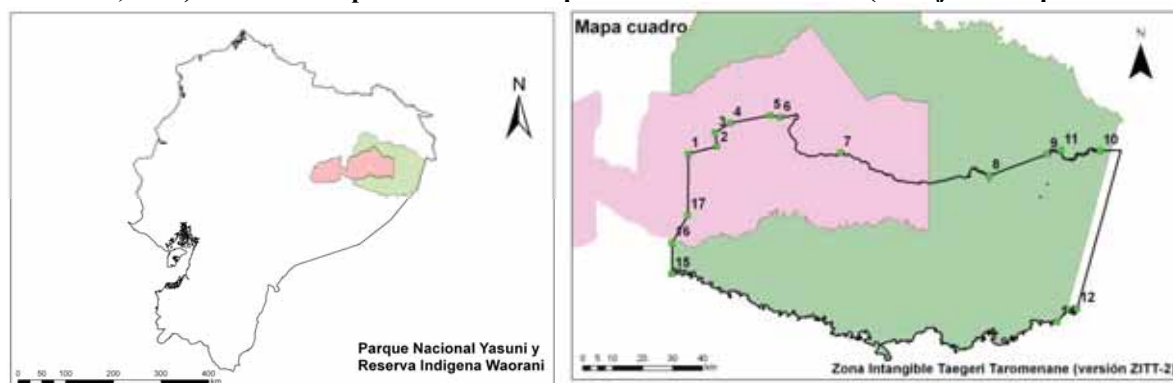 N
Parque Nacional Yasuni y
Reserva Indigena Waorani
0 50 100 200 300 400
km
Mapa cuadro
N
1
2
3
4
5
6
7
8
9
11
10
17
16
15
12
14
0 5 10 20 30 40
km
Zona Intangible Taegeri Taromenane (versión ZITT-2